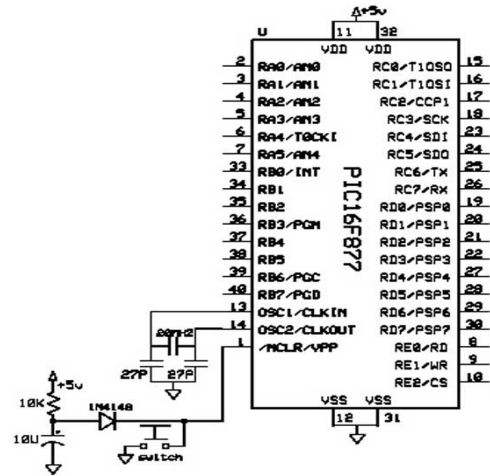 +5v
U
11 32
VDD VDD
2 RA0/AN0 RC0/T1OSO 15
3 RA1/AN1 RC1/T1OSI 16
4 RA2/AN2 RC2/CCP1 17
5 RA3/AN3 RC3/SCK 18
6 RA4/T0CKI RC4/SDI 23
7 RA5/AN4 RC5/SDO 24
33 RB0/INT RC6/TX 25
34 RB1 RC7/RX 26
35 RB2 RD0/PSP0 19
36 RB3/PGM RD1/PSP1 20
37 RB4 RD2/PSP2 21
38 RB5 RD3/PSP3 22
39 RB6/PGC RD4/PSP4 27
40 RB7/PGD RD5/PSP5 28
13 OSC1/CLKIN RD6/PSP6 29
14 OSC2/CLKOUT RD7/PSP7 30
1 /MCLR/VPP RE0/RD 8
RE1/WR 9
RE2/CS 10
PIC16F877
20MHZ
27P 27P
VSS VSS
12 31
+5v
10K
1N4148
10U
switch